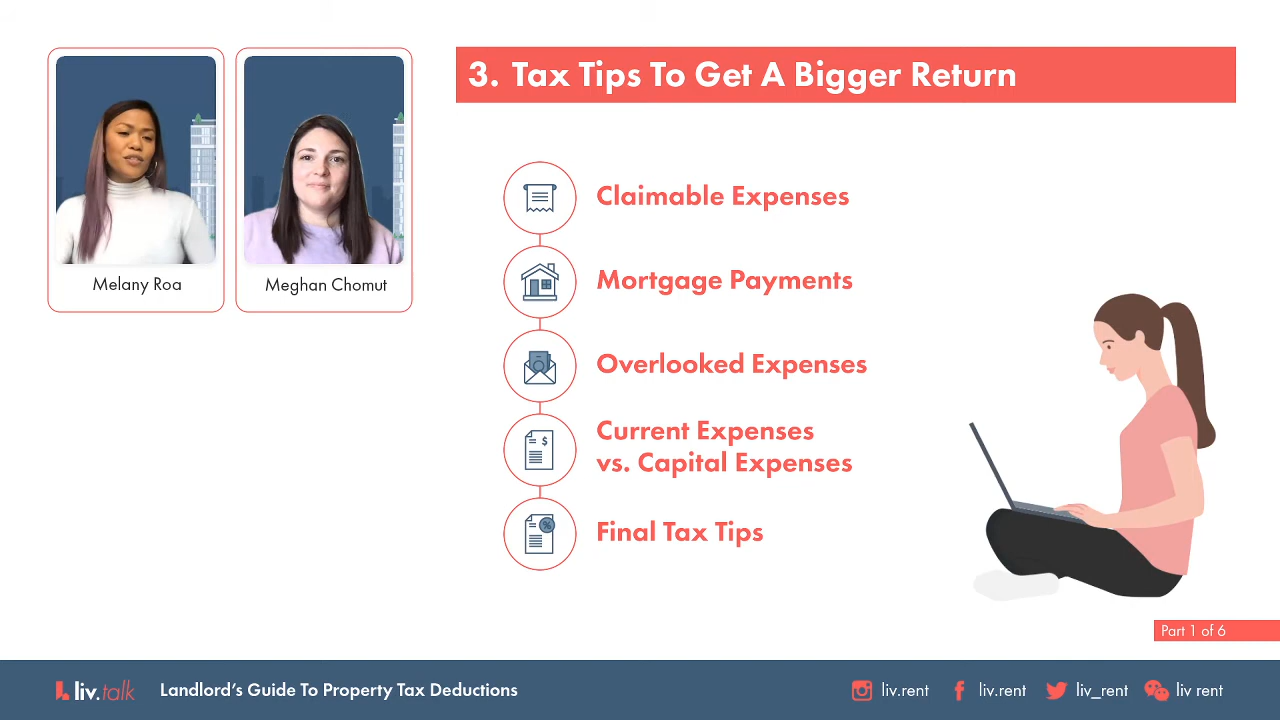 3. Tax Tips To Get A Bigger Return
Melany Roa
Meghan Chomut
Claimable Expenses
Mortgage Payments
Overlooked Expenses
$
Current Expenses
vs. Capital Expenses
%
Final Tax Tips
Part 1 of 6
liv.talk
Landlord's Guide To Property Tax Deductions
liv.rent
liv.rent
liv_rent
liv rent